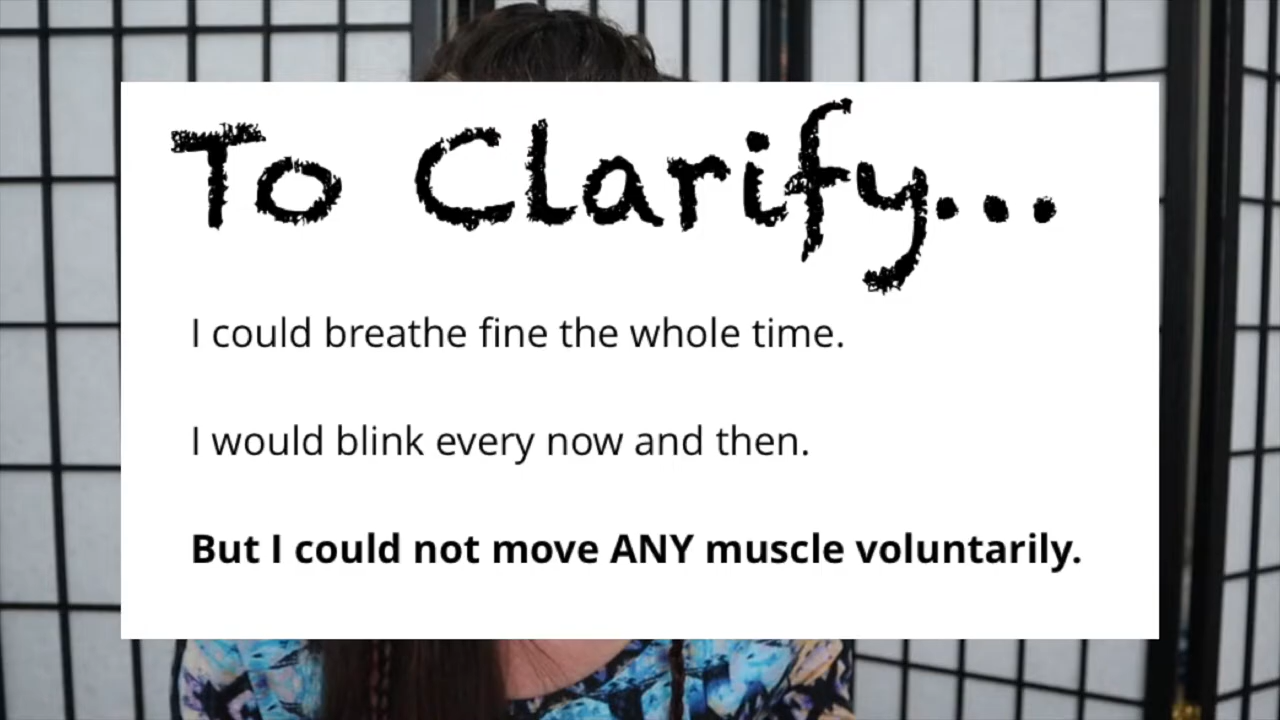 To Clarify...
I could breathe fine the whole time.
I would blink every now and then.
But I could not move ANY muscle voluntarily.